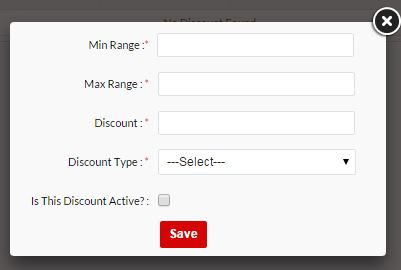 No Discount Found
Min Range :*
Max Range :*
Discount :*
Discount Type :* ---Select---
Is This Discount Active? :
Save